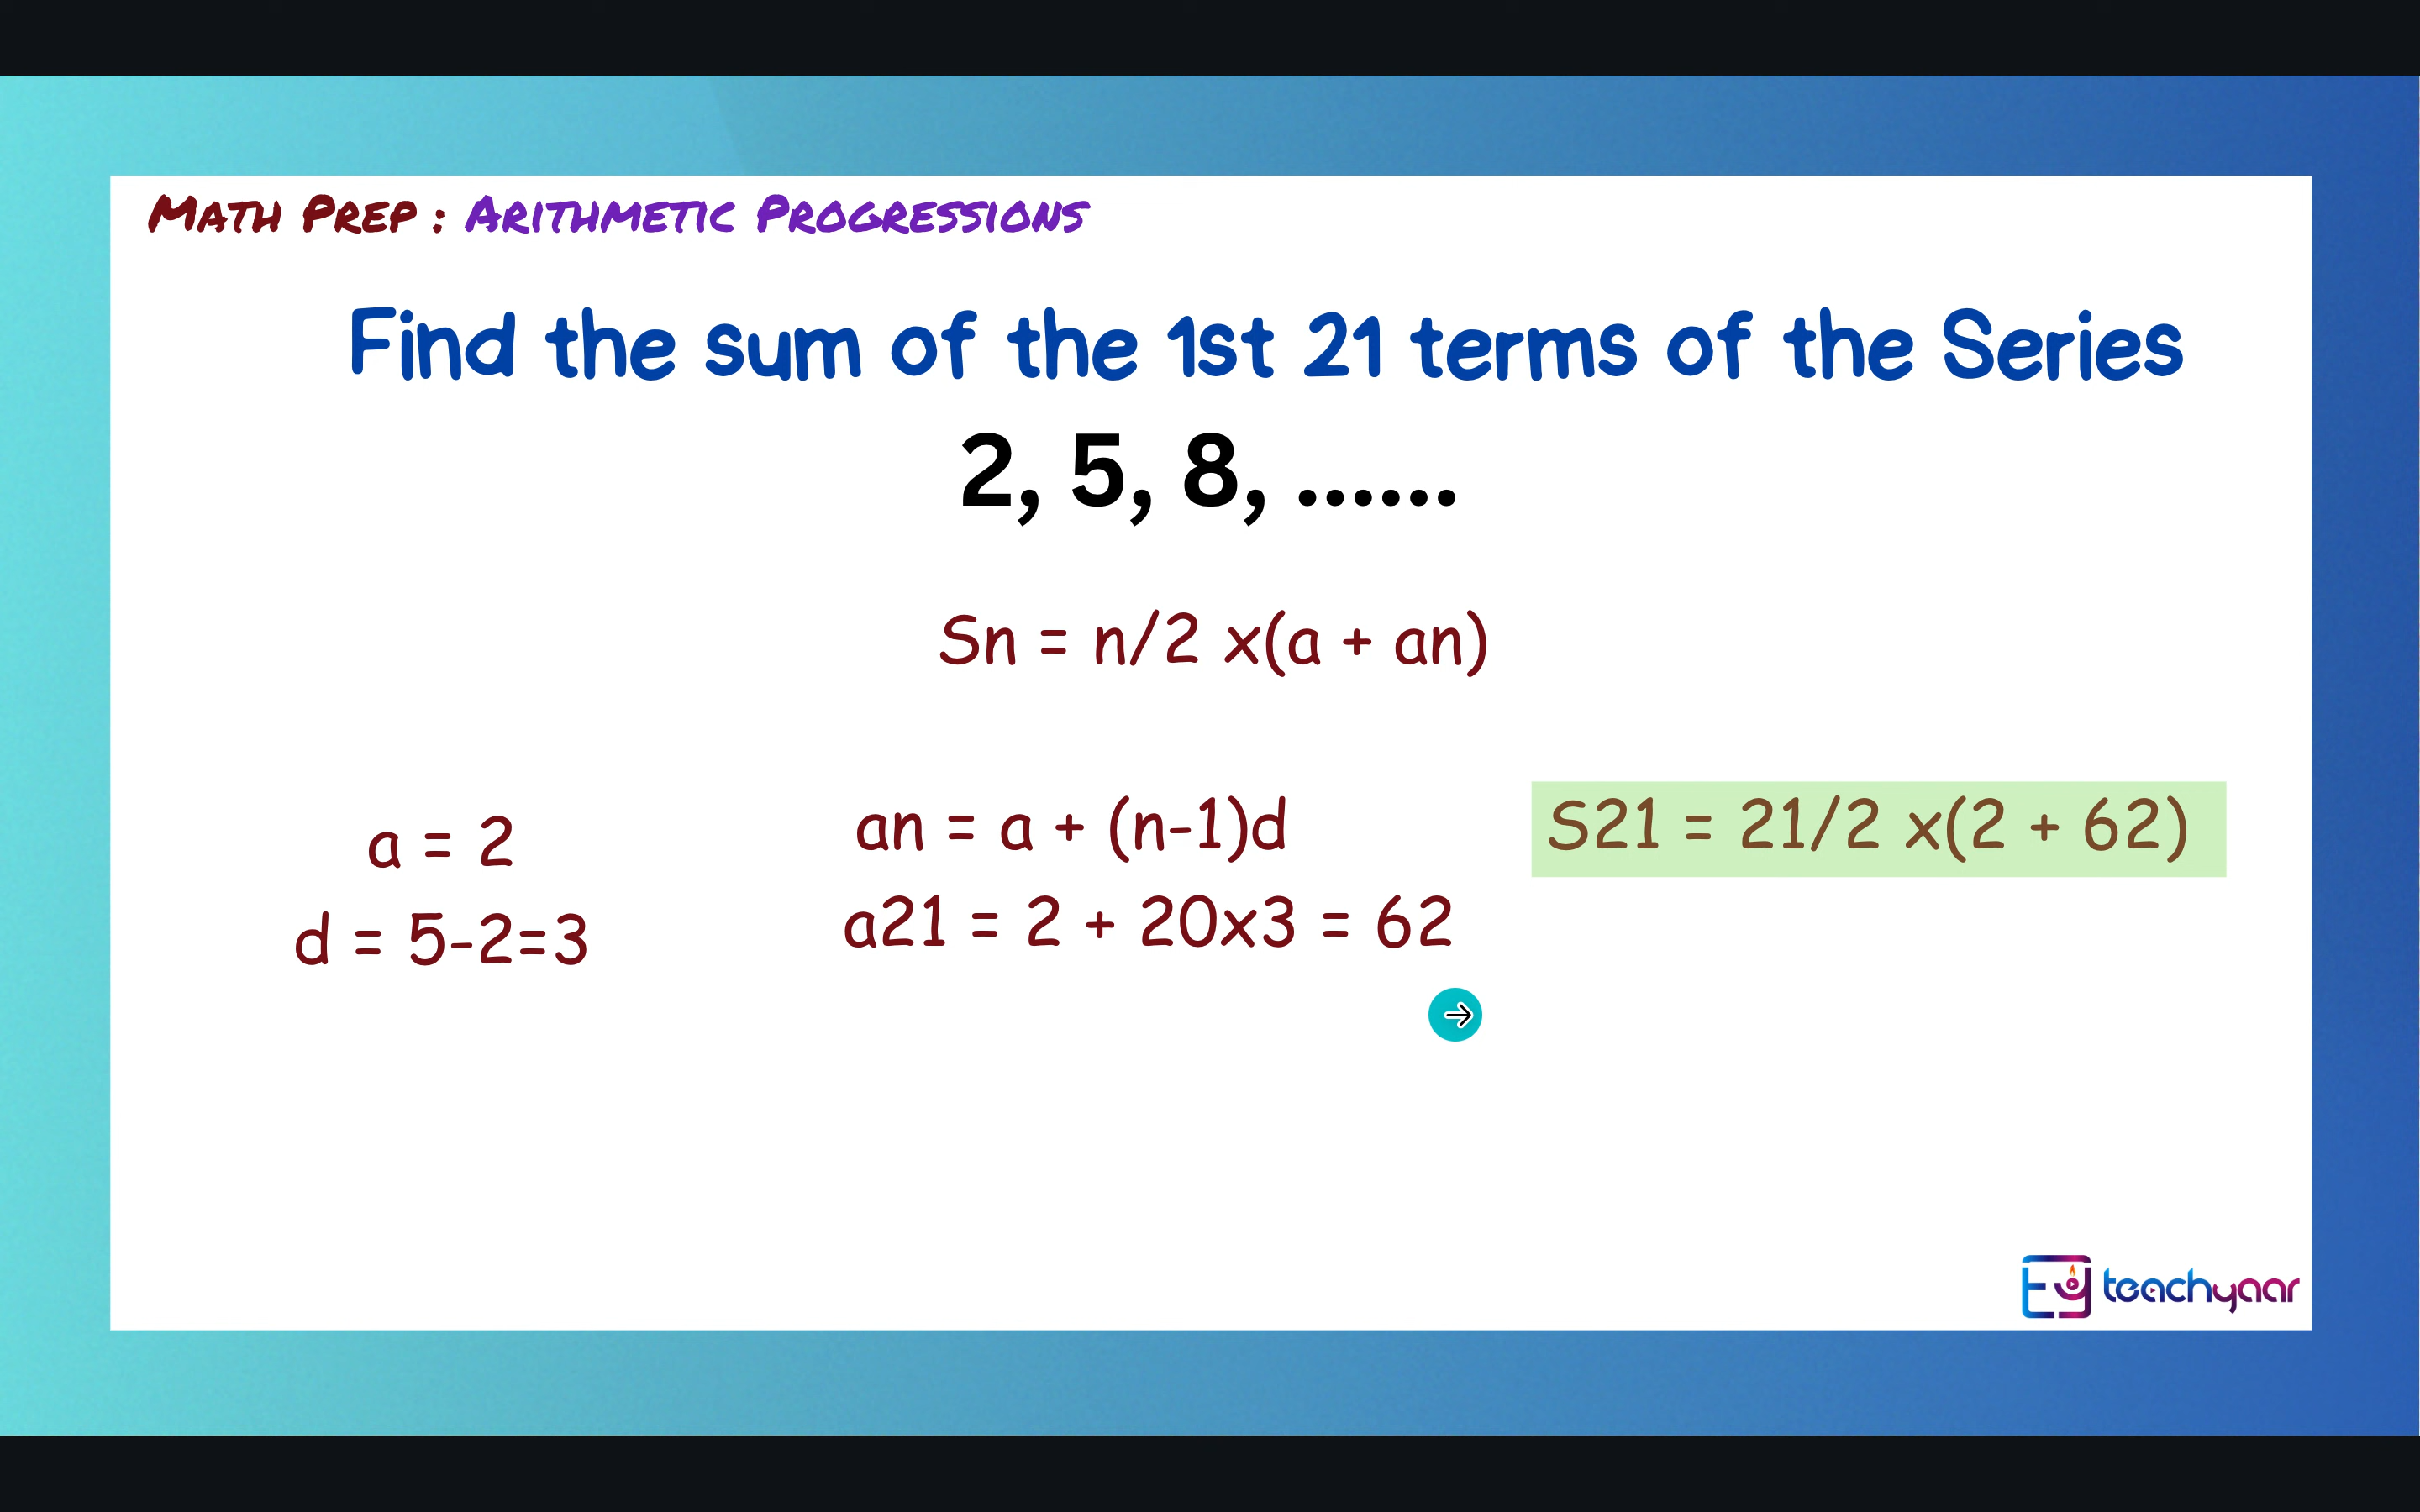 Math Prep : Arithmetic Progressions
Find the sum of the 1st 21 terms of the Series
2, 5, 8, ......
Sn = n/2 x(a + an)
a = 2
d = 5-2=3
an = a + (n-1)d
a21 = 2 + 20x3 = 62
S21 = 21/2 x(2 + 62)
teachyaar